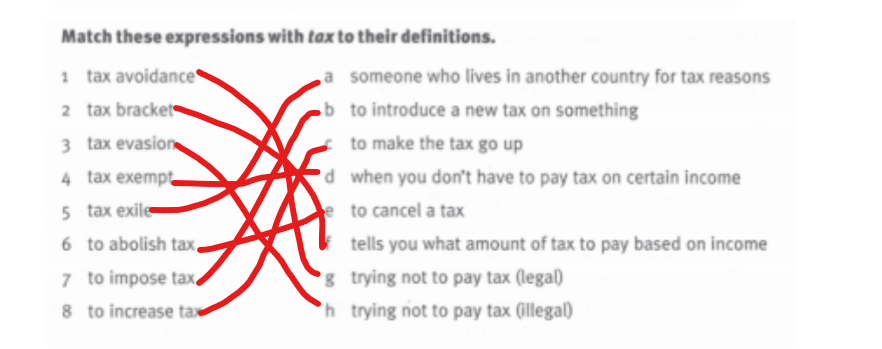 Match these expressions with tax to their definitions.
1 tax avoidance a someone who lives in another country for tax reasons
2 tax bracket b to introduce a new tax on something
3 tax evasion c to make the tax go up
4 tax exempt d when you don't have to pay tax on certain income
5 tax exile e to cancel a tax
6 to abolish tax f tells you what amount of tax to pay based on income
7 to impose tax g trying not to pay tax (legal)
8 to increase tax h trying not to pay tax (illegal)